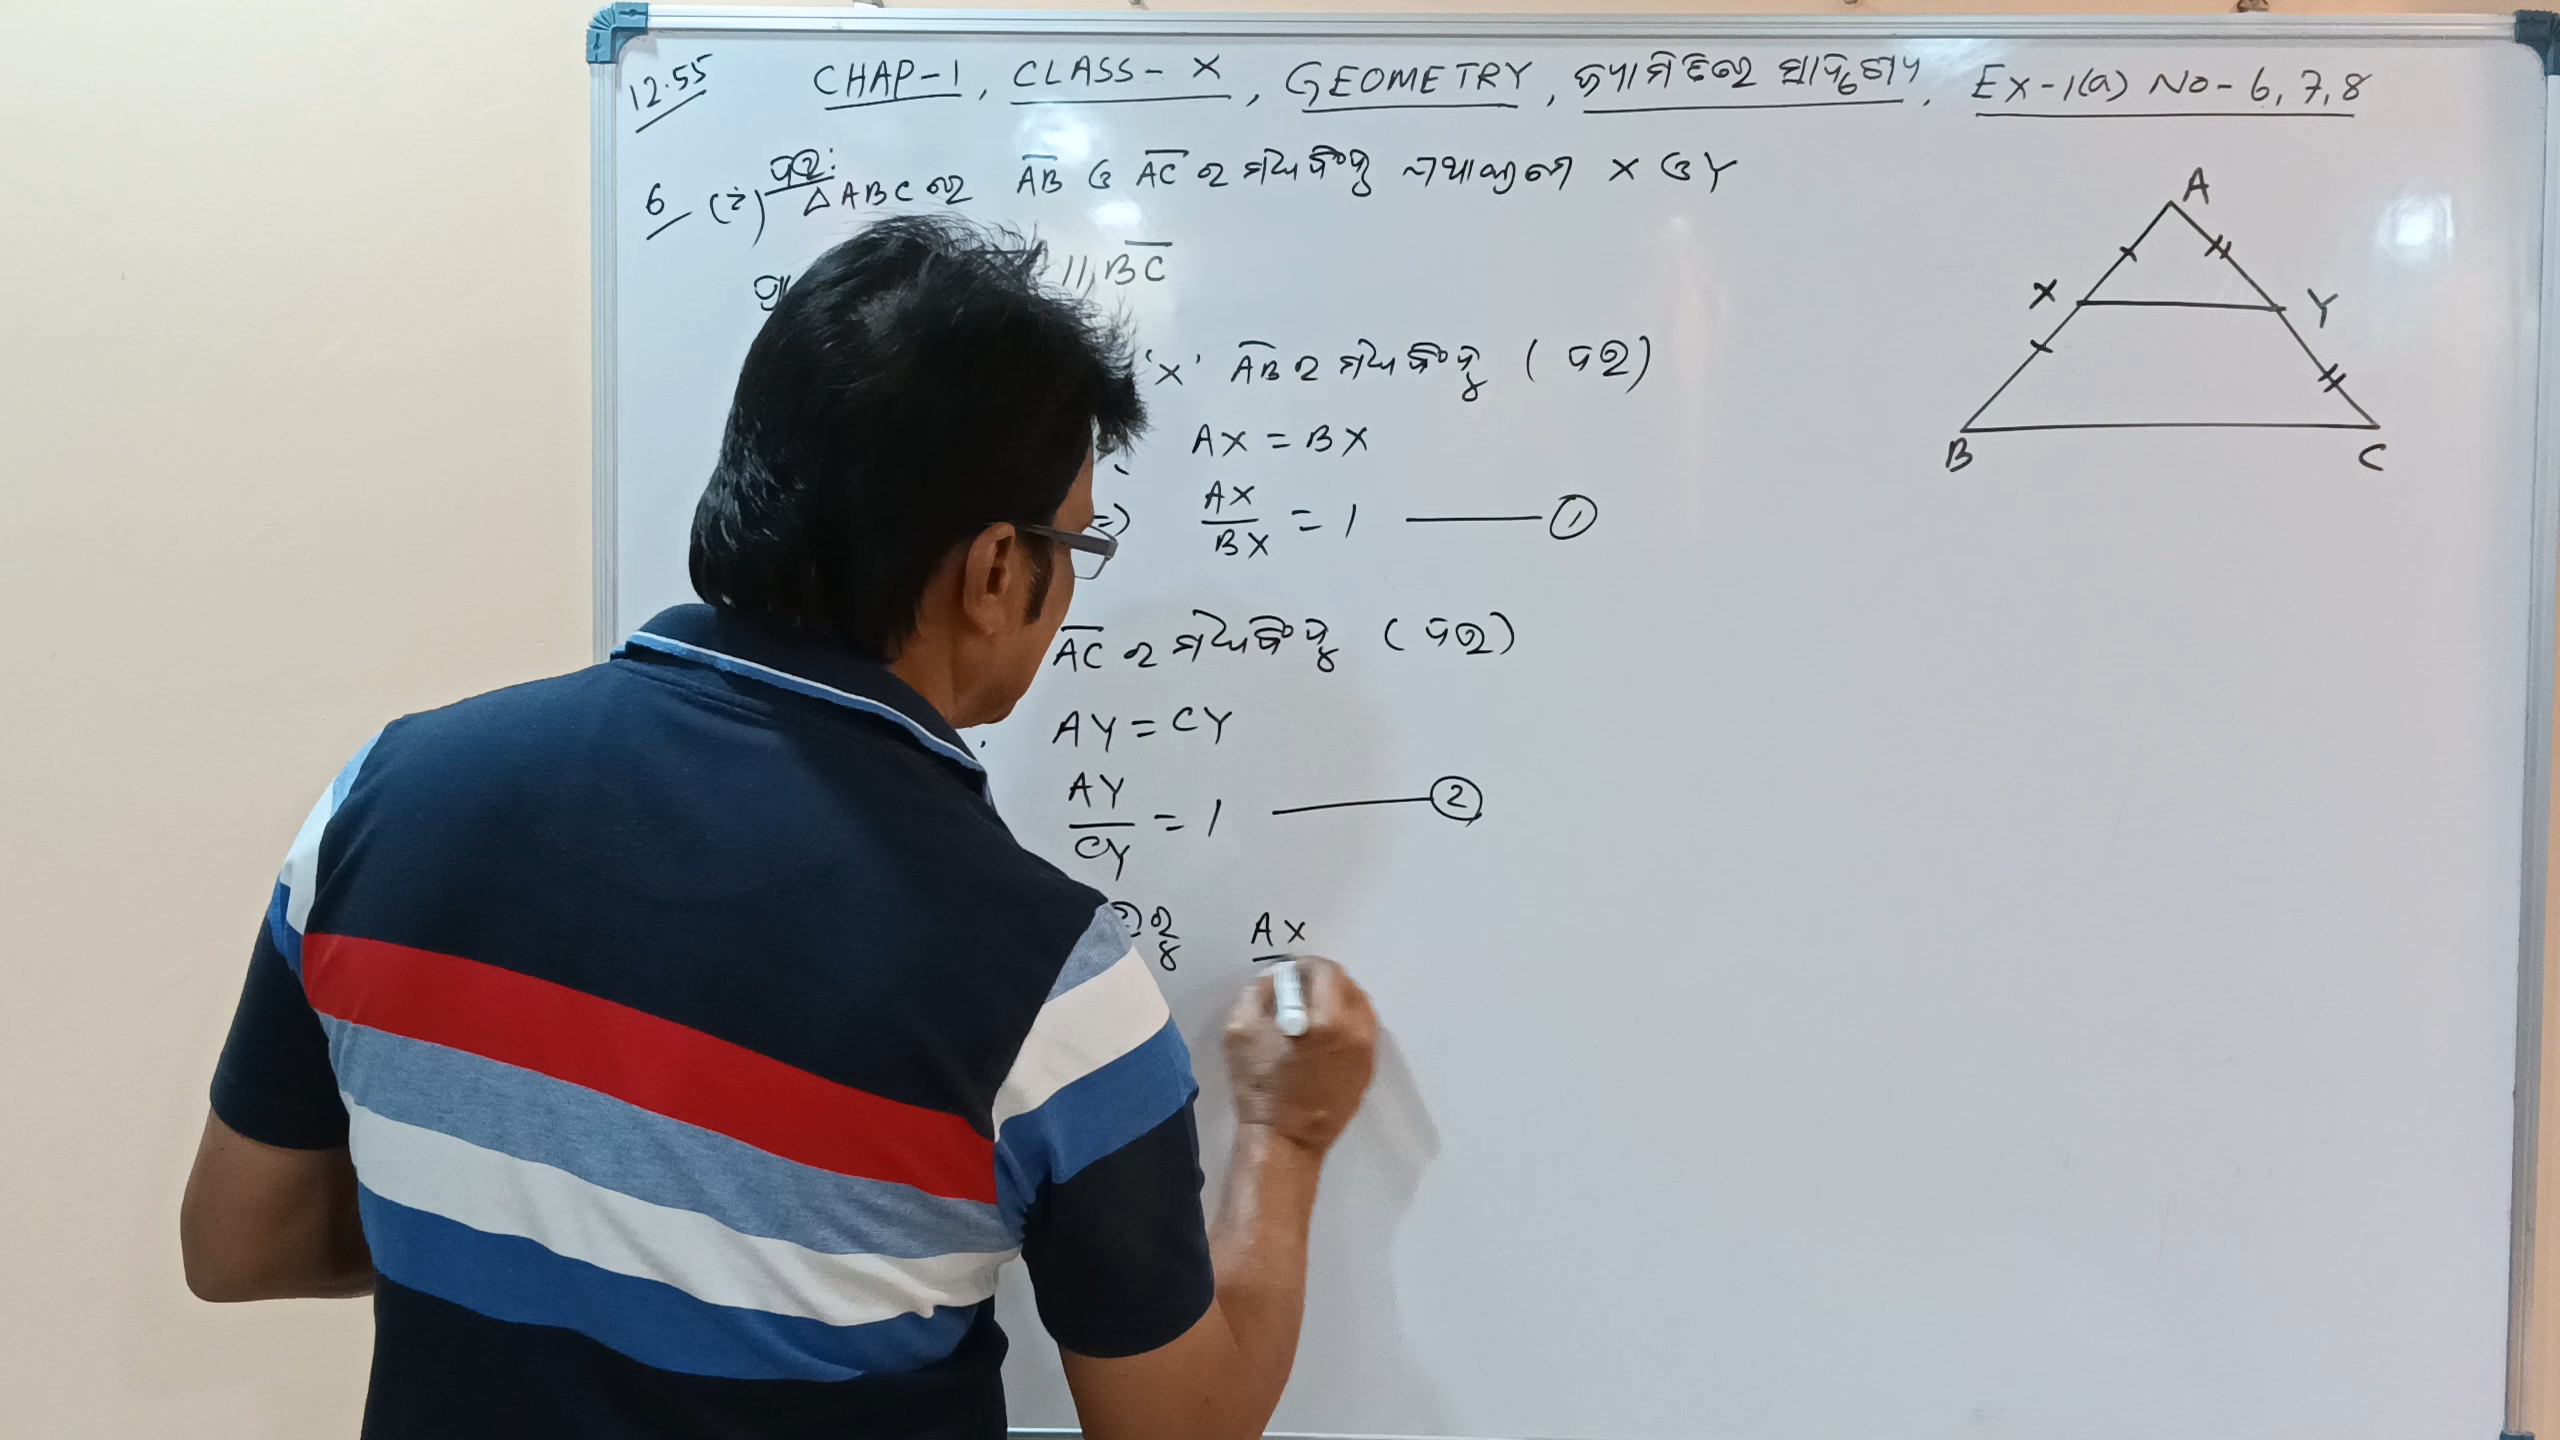 12.55 CHAP-1, CLASS- X, GEOMETRY, ଜ୍ୟାମିତିରେ ସାଦୃଶ୍ୟ, Ex-1(a) No- 6, 7, 8
6 (i) ଦତ୍ତ:
△ABC ର AB ଓ AC ର ମଧ୍ୟବିନ୍ଦୁ ଯଥାକ୍ରମେ X ଓ Y
|| BC
'X' AB ର ମଧ୍ୟବିନ୍ଦୁ (ଦତ୍ତ)
AX = BX
=> AX/BX = 1 ——— ①
AC ର ମଧ୍ୟବିନ୍ଦୁ (ଦତ୍ତ)
AY = CY
AY/CY = 1 ——— ②
② ରୁ AX
A
X
Y
B
C